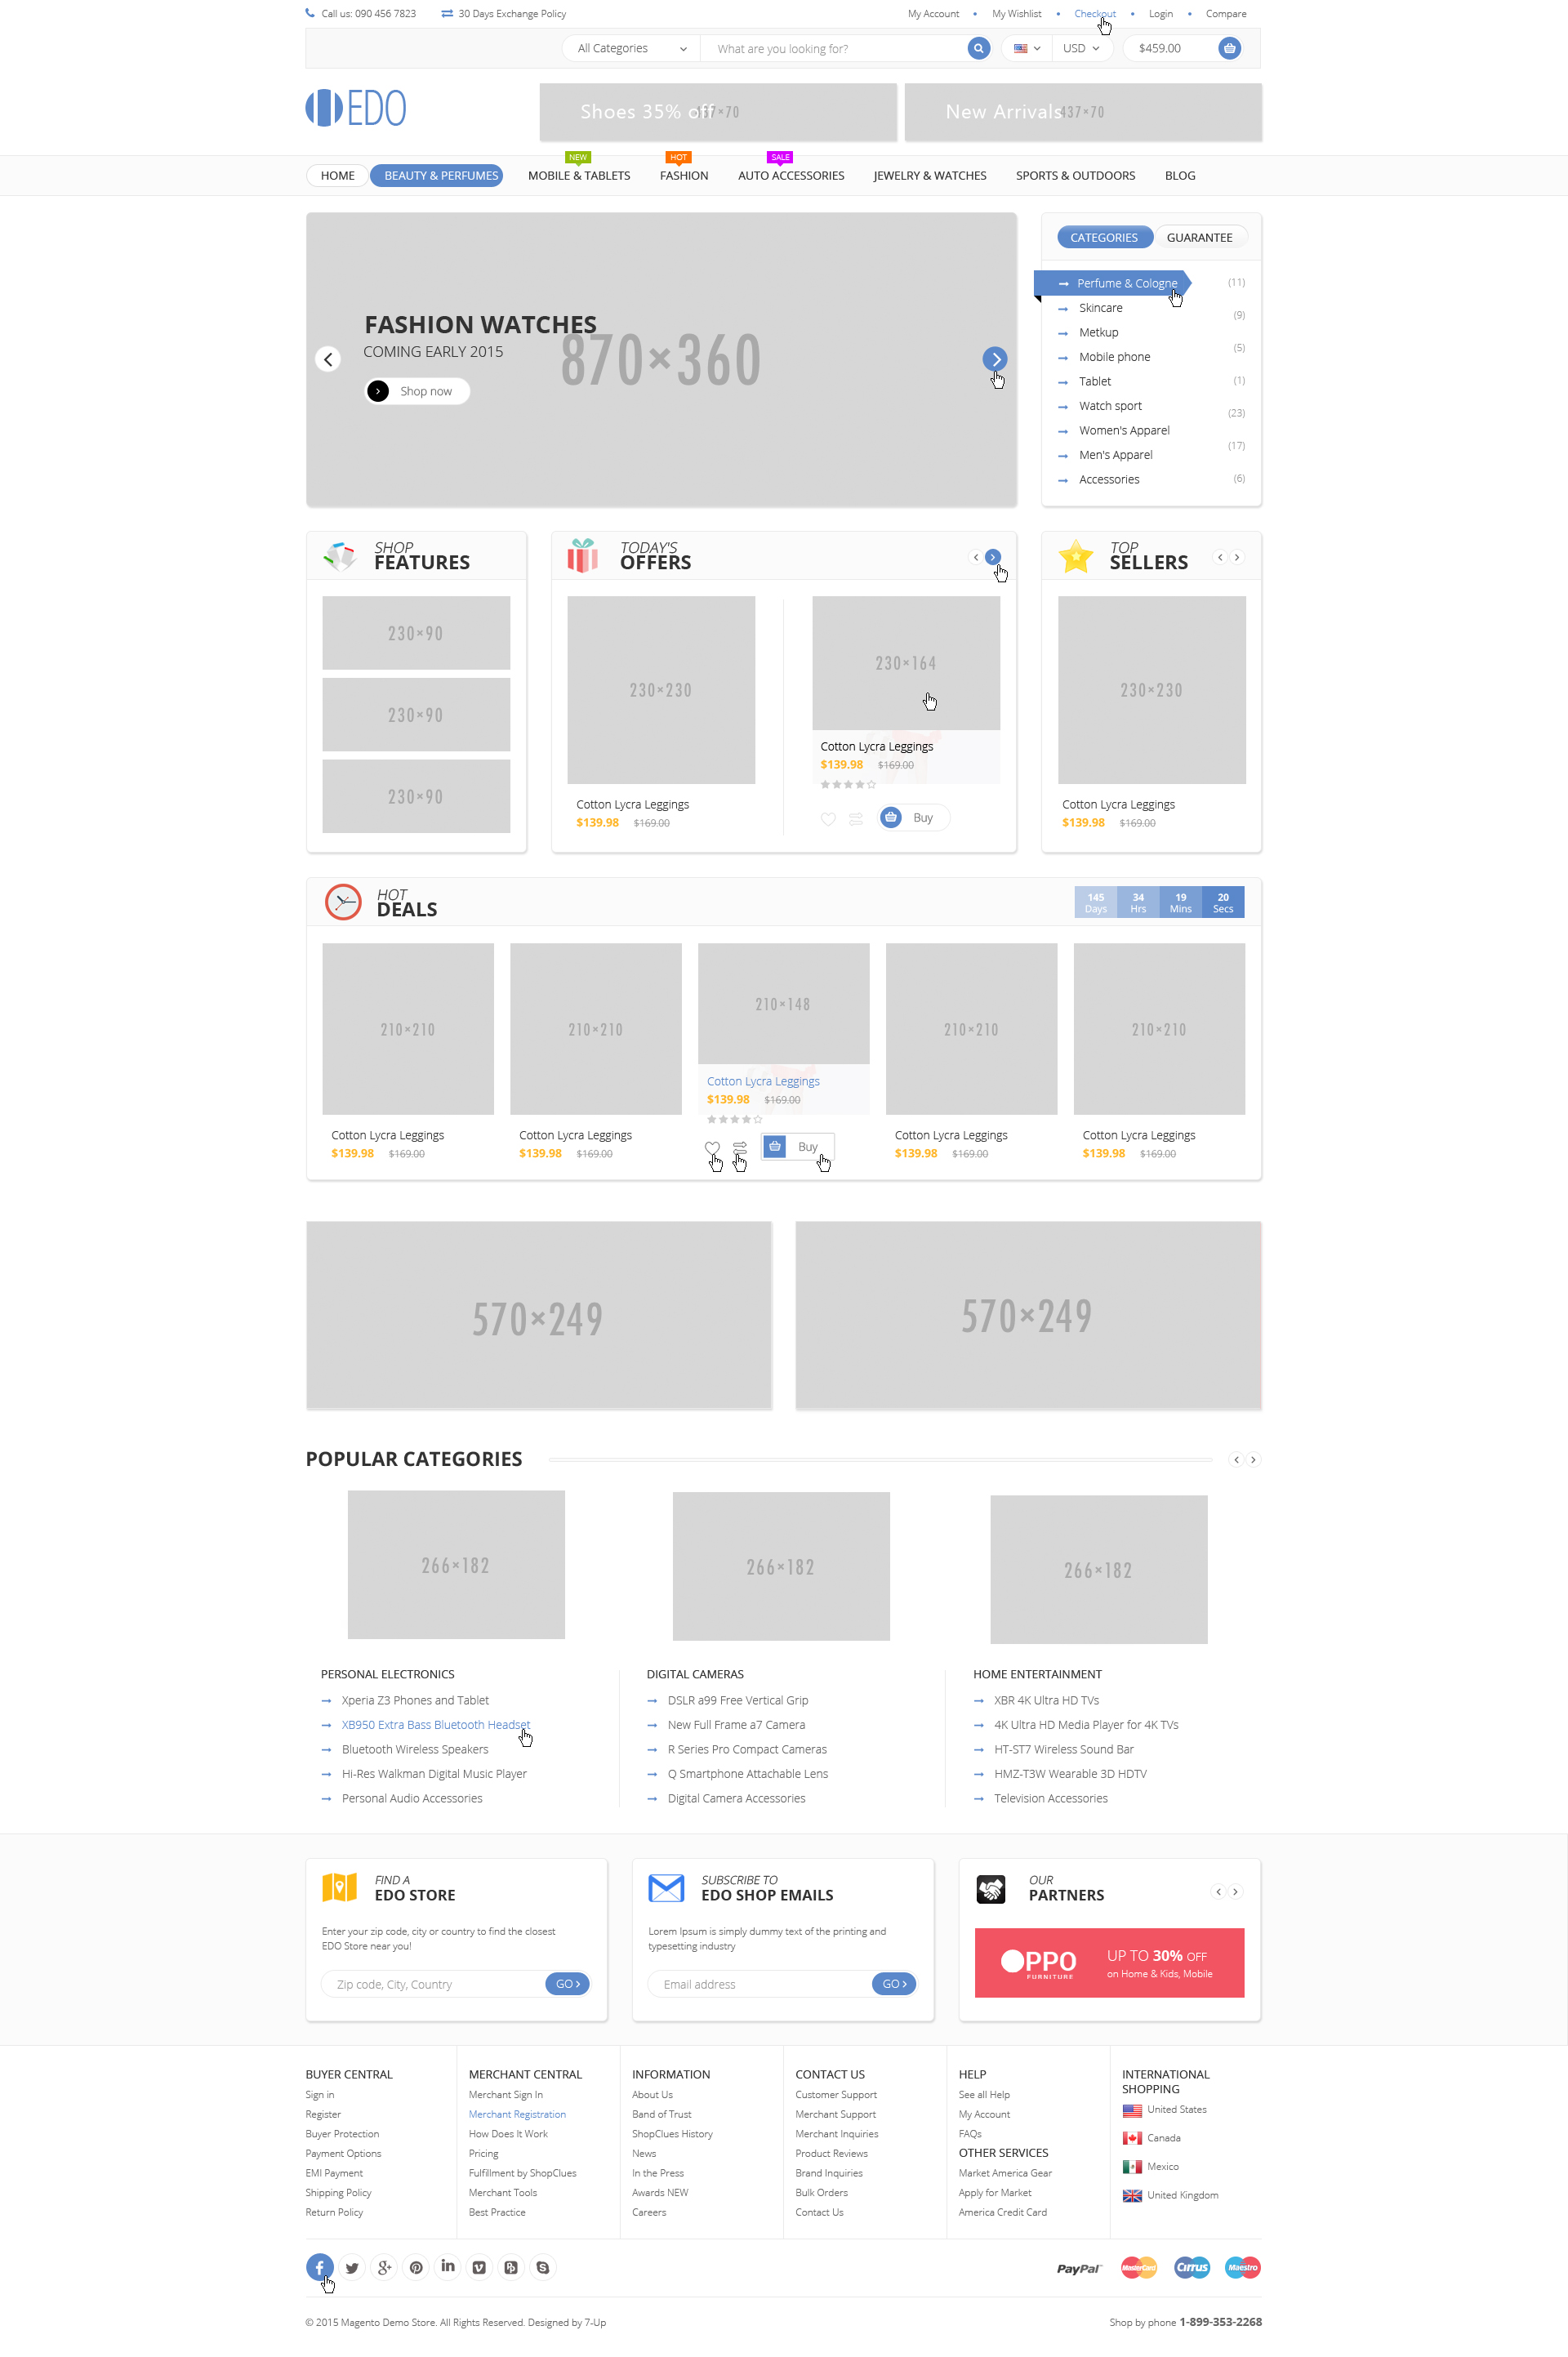 Call us: 090 456 7823
30 Days Exchange Policy
My Account
My Wishlist
Checkout
Login
Compare
All Categories
What are you looking for?
USD
$459.00
EDO
Shoes 35% off
437×70
New Arrivals
437×70
NEW
HOT
SALE
HOME
BEAUTY & PERFUMES
MOBILE & TABLETS
FASHION
AUTO ACCESSORIES
JEWELRY & WATCHES
SPORTS & OUTDOORS
BLOG
FASHION WATCHES
COMING EARLY 2015
Shop now
870×360
CATEGORIES
GUARANTEE
Perfume & Cologne
(11)
Skincare
(9)
Metkup
(5)
Mobile phone
Tablet
(1)
Watch sport
(23)
Women's Apparel
(17)
Men's Apparel
Accessories
(6)
SHOP
FEATURES
230×90
230×90
230×90
TODAY'S
OFFERS
230×230
Cotton Lycra Leggings
$139.98 $169.00
230×164
Cotton Lycra Leggings
$139.98 $169.00
Buy
TOP
SELLERS
230×230
Cotton Lycra Leggings
$139.98 $169.00
HOT
DEALS
145 34 19 20
Days Hrs Mins Secs
210×210
Cotton Lycra Leggings
$139.98 $169.00
210×210
Cotton Lycra Leggings
$139.98 $169.00
210×148
Cotton Lycra Leggings
$139.98 $169.00
Buy
210×210
Cotton Lycra Leggings
$139.98 $169.00
210×210
Cotton Lycra Leggings
$139.98 $169.00
570×249
570×249
POPULAR CATEGORIES
266×182
266×182
266×182
PERSONAL ELECTRONICS
Xperia Z3 Phones and Tablet
XB950 Extra Bass Bluetooth Headset
Bluetooth Wireless Speakers
Hi-Res Walkman Digital Music Player
Personal Audio Accessories
DIGITAL CAMERAS
DSLR a99 Free Vertical Grip
New Full Frame a7 Camera
R Series Pro Compact Cameras
Q Smartphone Attachable Lens
Digital Camera Accessories
HOME ENTERTAINMENT
XBR 4K Ultra HD TVs
4K Ultra HD Media Player for 4K TVs
HT-ST7 Wireless Sound Bar
HMZ-T3W Wearable 3D HDTV
Television Accessories
FIND A
EDO STORE
Enter your zip code, city or country to find the closest
EDO Store near you!
Zip code, City, Country
GO
SUBSCRIBE TO
EDO SHOP EMAILS
Lorem Ipsum is simply dummy text of the printing and
typesetting industry
Email address
GO
OUR
PARTNERS
OPPO
FURNITURE
UP TO 30% OFF
on Home & Kids, Mobile
BUYER CENTRAL
Sign in
Register
Buyer Protection
Payment Options
EMI Payment
Shipping Policy
Return Policy
MERCHANT CENTRAL
Merchant Sign In
Merchant Registration
How Does It Work
Pricing
Fulfillment by ShopClues
Merchant Tools
Best Practice
INFORMATION
About Us
Band of Trust
ShopClues History
News
In the Press
Awards NEW
Careers
CONTACT US
Customer Support
Merchant Support
Merchant Inquiries
Product Reviews
Brand Inquiries
Bulk Orders
Contact Us
HELP
See all Help
My Account
FAQs
OTHER SERVICES
Market America Gear
Apply for Market
America Credit Card
INTERNATIONAL
SHOPPING
United States
Canada
Mexico
United Kingdom
PayPal
MasterCard
Cirrus
Maestro
© 2015 Magento Demo Store. All Rights Reserved. Designed by 7-Up
Shop by phone 1-899-353-2268